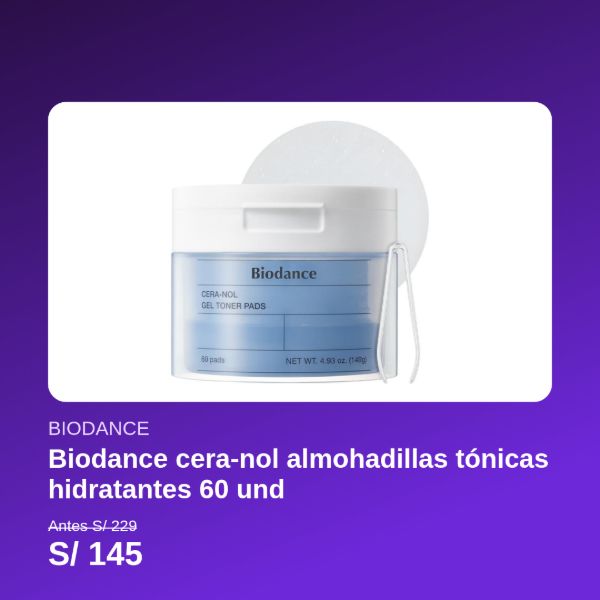 Biodance
CERA-NOL
GEL TONER PADS
60 pads
NET WT. 4.93 oz. (140g)
BIODANCE
Biodance cera-nol almohadillas tónicas
hidratantes 60 und
Antes S/ 229
S/ 145